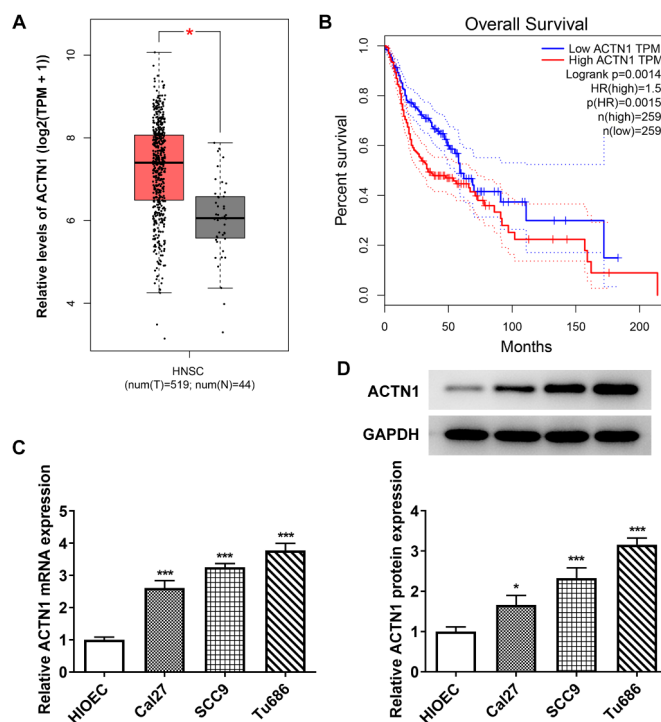 A
Relative levels of ACTN1 (log2(TPM + 1))
10
8
6
4
*
HNSC
(num(T)=519; num(N)=44)
B
Overall Survival
Low ACTN1 TPM
High ACTN1 TPM
Logrank p=0.0014
HR(high)=1.5
p(HR)=0.0015
n(high)=259
n(low)=259
Percent survival
1.0
0.8
0.6
0.4
0.2
0.0
0 50 100 150 200
Months
C
Relative ACTN1 mRNA expression
5
4
3
2
1
0
*** *** ***
HIOEC Cal27 SCC9 Tu686
D
ACTN1
GAPDH
Relative ACTN1 protein expression
4
3
2
1
0
* *** ***
HIOEC Cal27 SCC9 Tu686